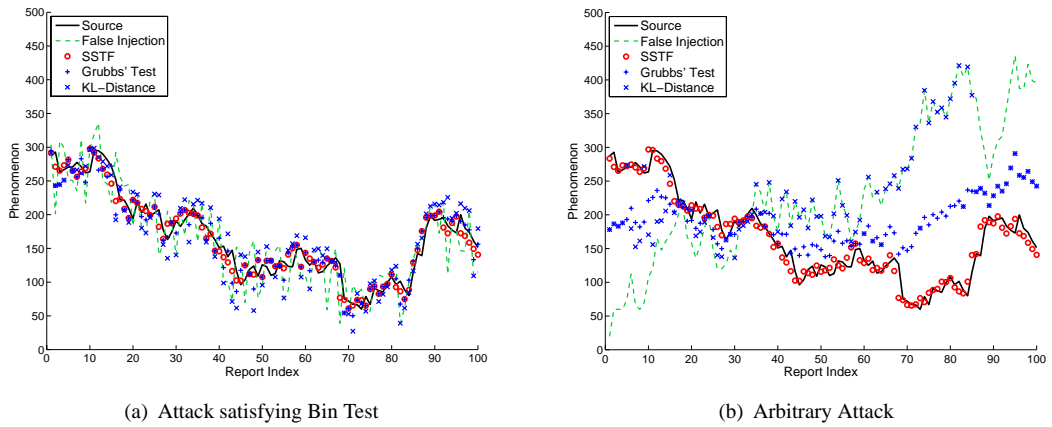 500
450
400
350
300
250
200
150
100
50
0
Phenomenon
Source
False Injection
SSTF
Grubbs' Test
KL−Distance
0 10 20 30 40 50 60 70 80 90 100
Report Index
(a) Attack satisfying Bin Test
500
450
400
350
300
250
200
150
100
50
0
Phenomenon
Source
False Injection
SSTF
Grubbs' Test
KL−Distance
0 10 20 30 40 50 60 70 80 90 100
Report Index
(b) Arbitrary Attack